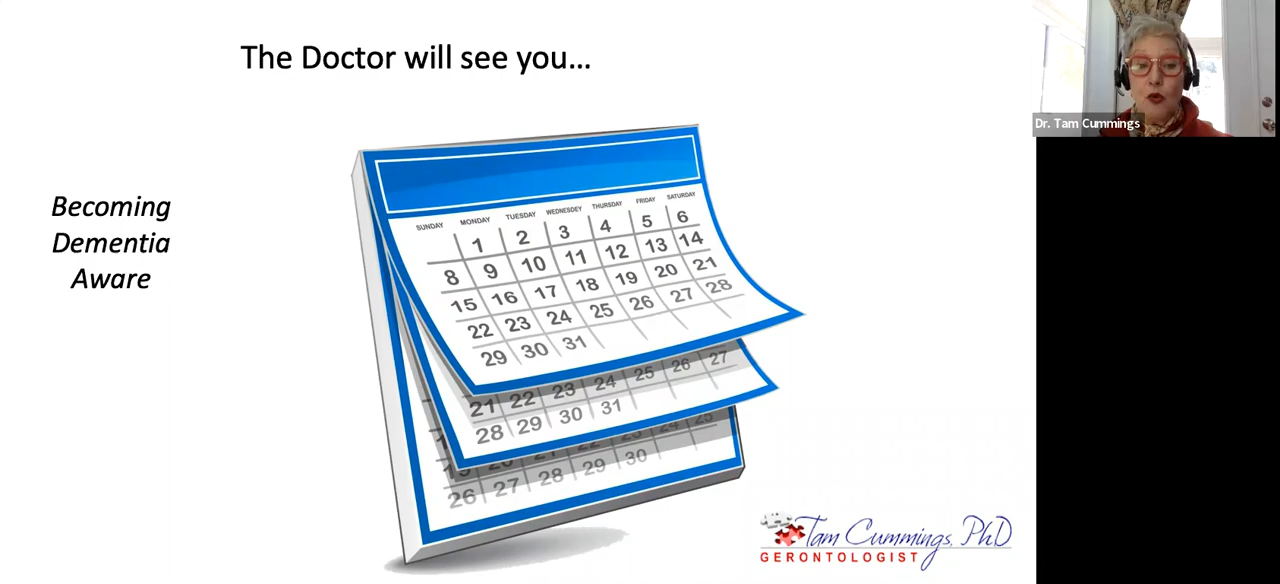 The Doctor will see you...
Dr. Tam Cummings
Becoming
Dementia
Aware
SUNDAY MONDAY TUESDAY WEDNESDEY THURSDAY FRIDAY SATURDAY
1 2 3 4 5 6
8 9 10 11 12 13 14
15 16 17 18 19 20 21
22 23 24 25 26 27 28
29 30 31
21 22 23 24 25 26 27
28 29 30 31
26 27 28 29 30
Tam Cummings, PhD
GERONTOLOGIST